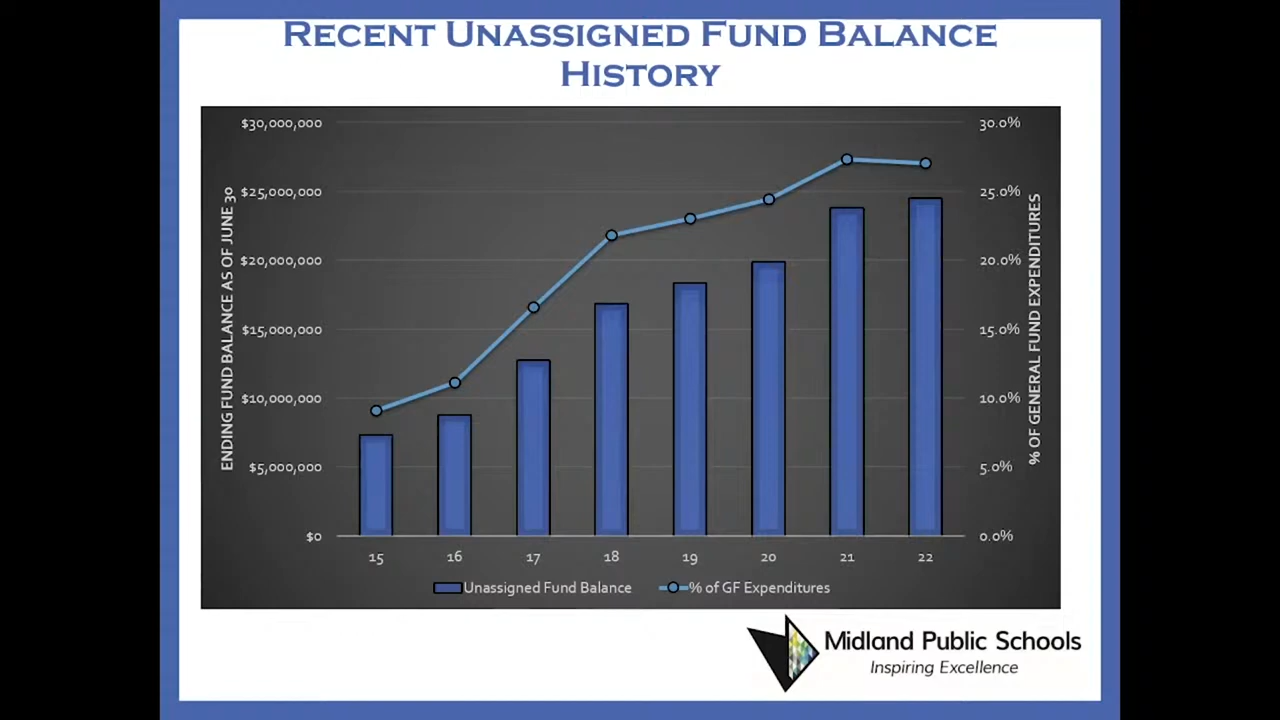 Recent Unassigned Fund Balance
History
ENDING FUND BALANCE AS OF JUNE 30
$30,000,000
$25,000,000
$20,000,000
$15,000,000
$10,000,000
$5,000,000
$0
30.0%
25.0%
20.0%
15.0%
10.0%
5.0%
0.0%
% OF GENERAL FUND EXPENDITURES
15 16 17 18 19 20 21 22
Unassigned Fund Balance % of GF Expenditures
Midland Public Schools
Inspiring Excellence